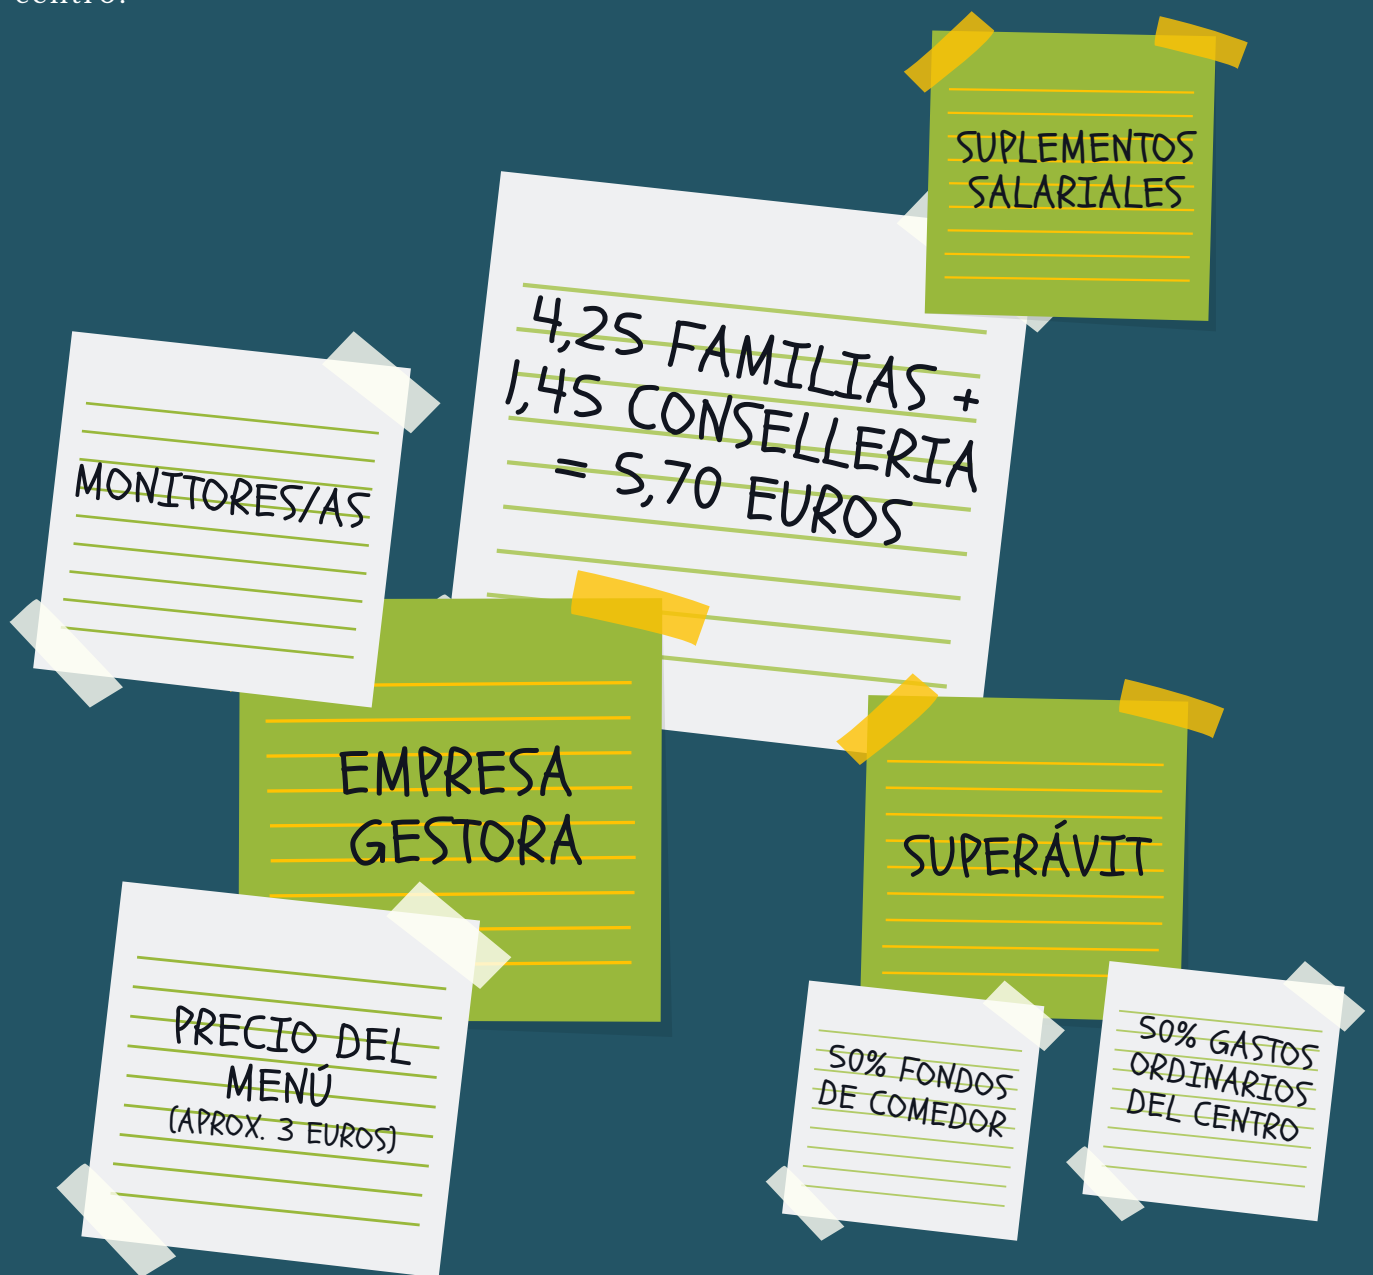 centro.
SUPLEMENTOS
SALARIALES
4,25 FAMILIAS +
1,45 CONSELLERIA
= 5,70 EUROS
MONITORES/AS
EMPRESA
GESTORA
SUPERÁVIT
PRECIO DEL
MENÚ
(APROX. 3 EUROS)
50% FONDOS
DE COMEDOR
50% GASTOS
ORDINARIOS
DEL CENTRO